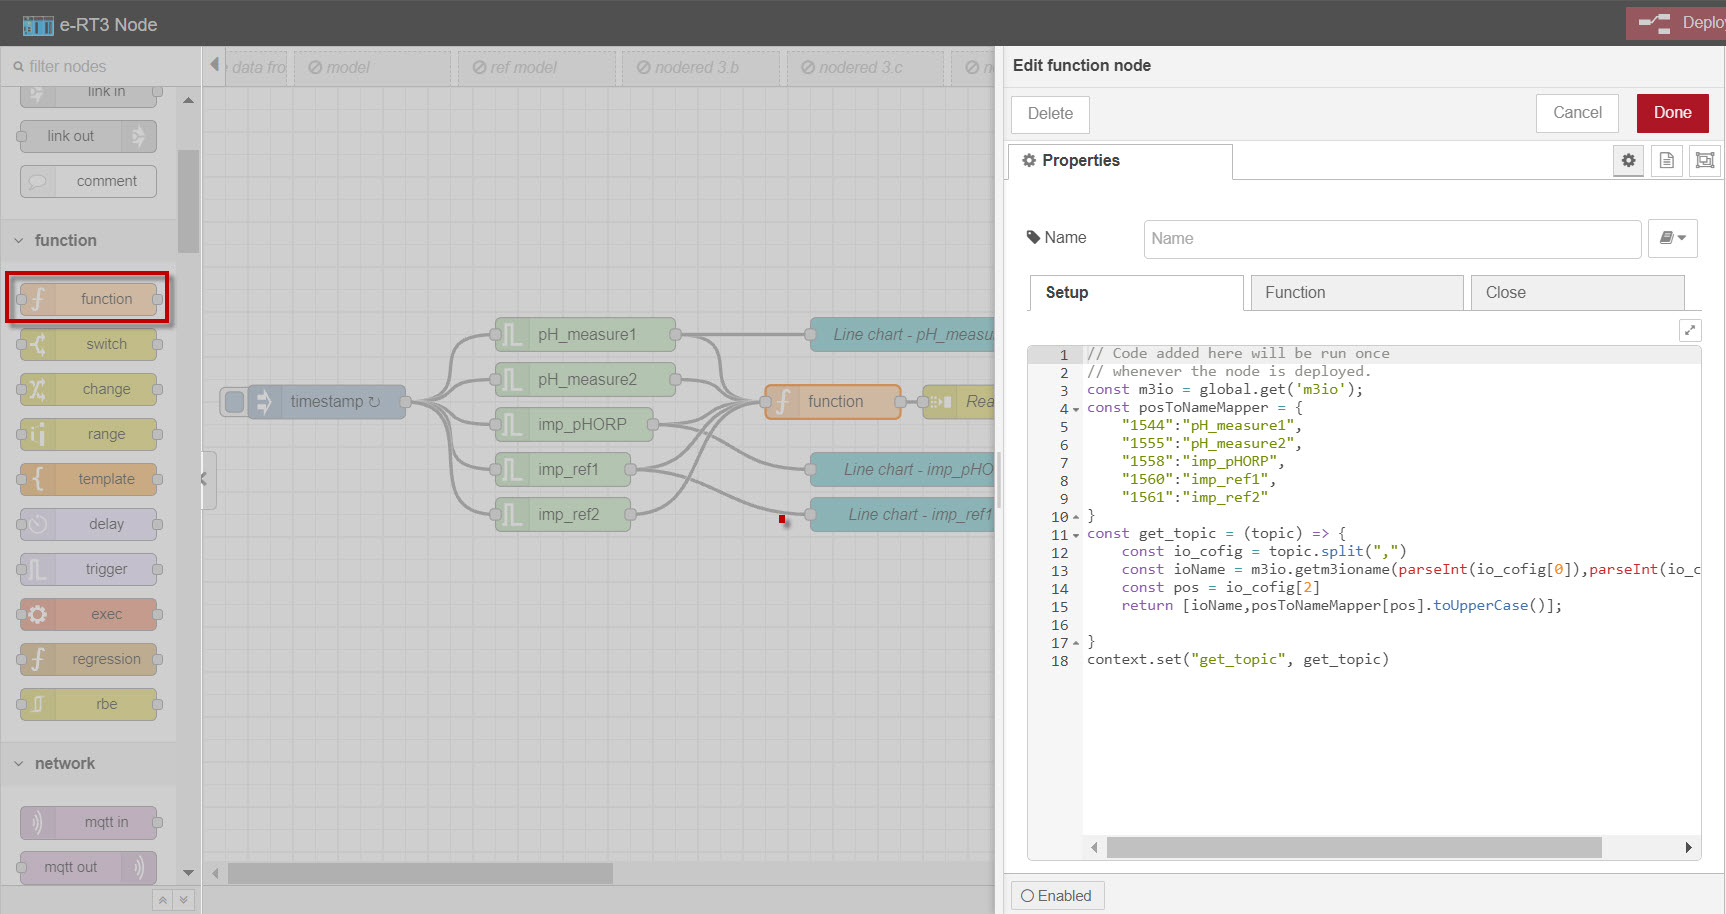 e-RT3 Node
Deploy
filter nodes
link in
link out
comment
function
function
switch
change
range
template
delay
trigger
exec
regression
rbe
network
mqtt in
mqtt out
data fro
model
ref model
nodered 3.b
nodered 3.c
timestamp ↻
pH_measure1
pH_measure2
imp_pHORP
imp_ref1
imp_ref2
function
Rea
Line chart - pH_measu
Line chart - imp_pHO
Line chart - imp_ref1
Edit function node
Delete
Cancel
Done
Properties
Name
Name
Setup
Function
Close
1 // Code added here will be run once
2 // whenever the node is deployed.
3 const m3io = global.get('m3io');
4 const posToNameMapper = {
5 "1544":"pH_measure1",
6 "1555":"pH_measure2",
7 "1558":"imp_pHORP",
8 "1560":"imp_ref1",
9 "1561":"imp_ref2"
10 }
11 const get_topic = (topic) => {
12 const io_cofig = topic.split(",")
13 const ioName = m3io.getm3ioname(parseInt(io_cofig[0]),parseInt(io_c
14 const pos = io_cofig[2]
15 return [ioName,posToNameMapper[pos].toUpperCase()];
16
17 }
18 context.set("get_topic", get_topic)
Enabled